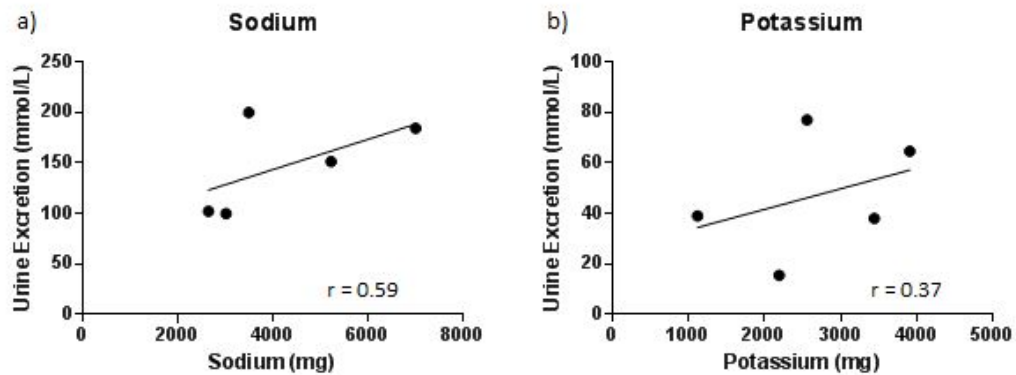 a)
Sodium
Urine Excretion (mmol/L)
250
200
150
100
50
0
0 2000 4000 6000 8000
Sodium (mg)
r = 0.59
b)
Potassium
Urine Excretion (mmol/L)
100
80
60
40
20
0
0 1000 2000 3000 4000 5000
Potassium (mg)
r = 0.37